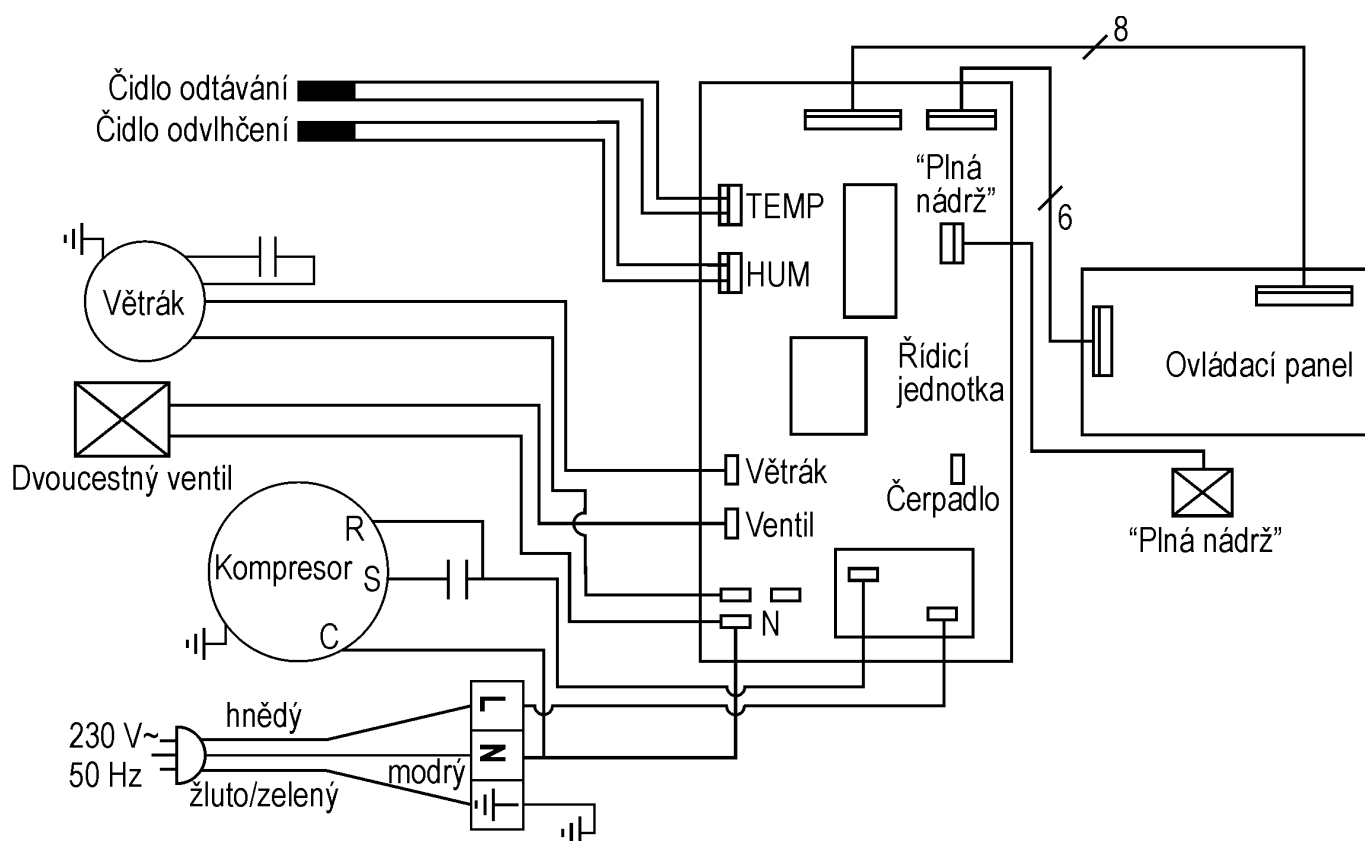 8
Čidlo odtávání
Čidlo odvlhčení
“Plná
nádrž”
TEMP
6
HUM
Větrák
Řídicí
jednotka
Ovládací panel
Dvoucestný ventil
Větrák
Čerpadlo
Ventil
“Plná nádrž”
R
Kompresor
S
C
N
hnědý
L
230 V~
50 Hz
N
modrý
žluto/zelený